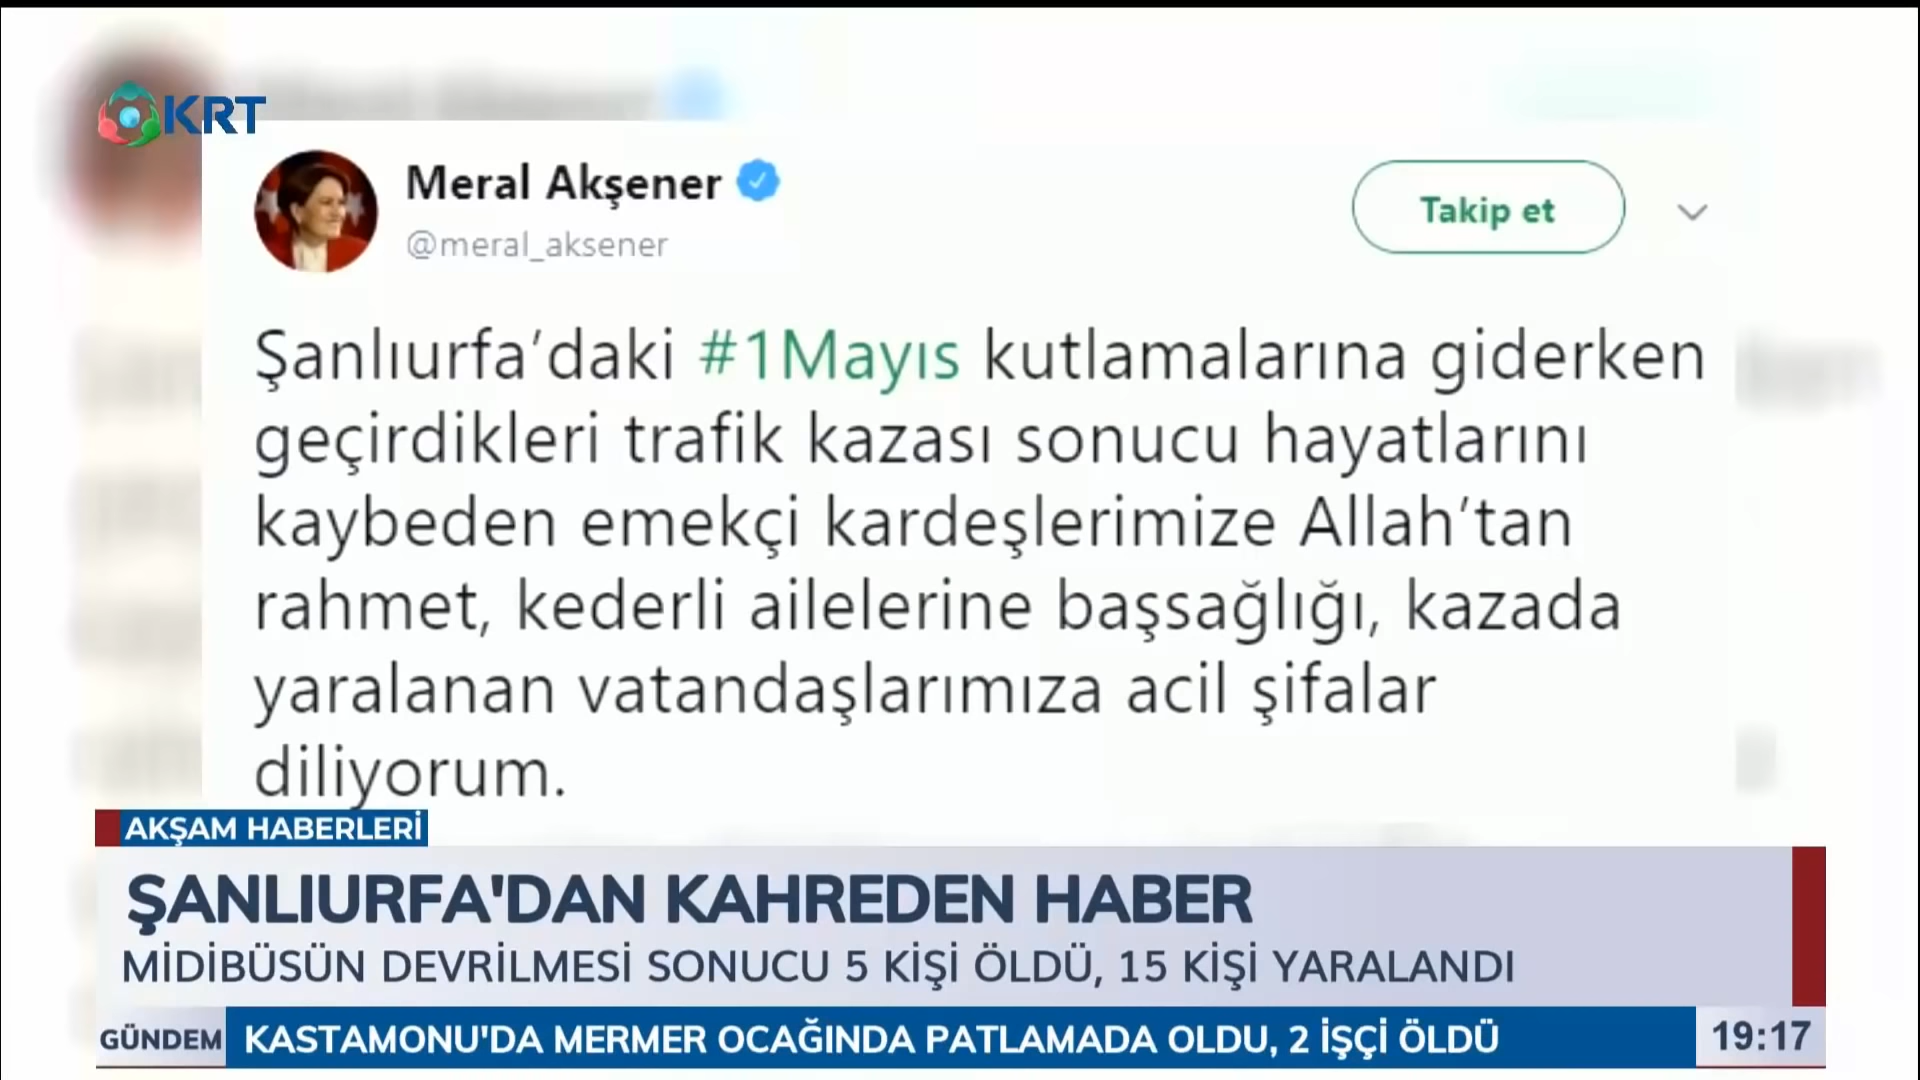 KRT
Meral Akşener
@meral_aksener
Takip et
Şanlıurfa’daki #1Mayıs kutlamalarına giderken
geçirdikleri trafik kazası sonucu hayatlarını
kaybeden emekçi kardeşlerimize Allah’tan
rahmet, kederli ailelerine başsağlığı, kazada
yaralanan vatandaşlarımıza acil şifalar
diliyorum.
AKŞAM HABERLERİ
ŞANLIURFA'DAN KAHREDEN HABER
MİDİBÜSÜN DEVRİLMESİ SONUCU 5 KİŞİ ÖLDÜ, 15 KİŞİ YARALANDI
GÜNDEM KASTAMONU'DA MERMER OCAĞINDA PATLAMADA OLDU, 2 İŞÇİ ÖLDÜ 19:17